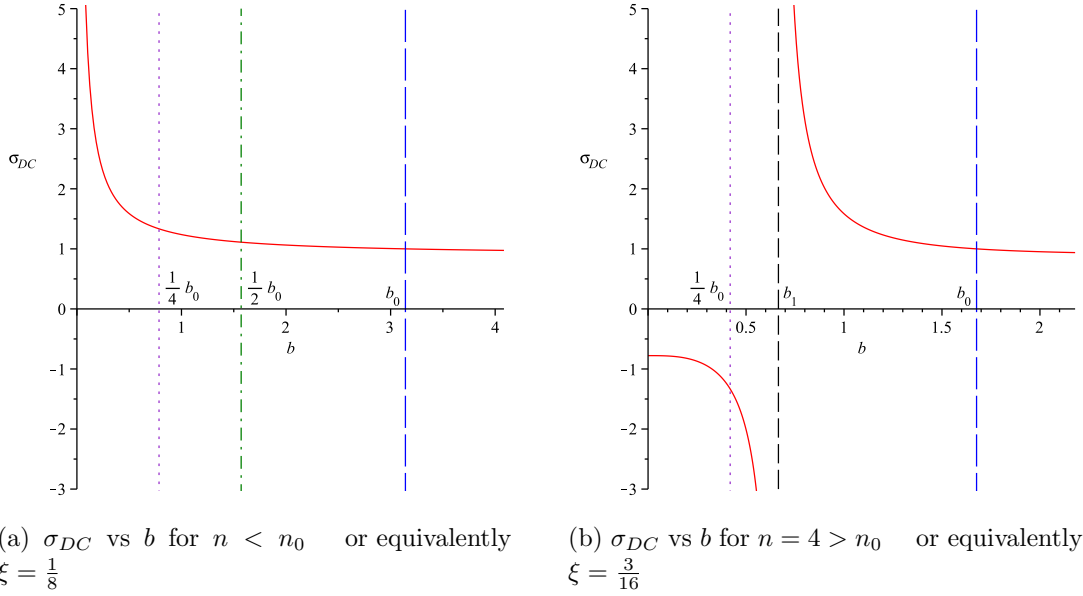 5
4
3
σ_DC
2
1
1/4 b_0
1/2 b_0
b_0
0
1
2
3
4
b
−1
−2
−3
5
4
3
σ_DC
2
1
1/4 b_0
b_1
b_0
0
0.5
1
1.5
2
b
−1
−2
−3
(a) σ_DC vs b for n < n_0 or equivalently
ξ = 1/8
(b) σ_DC vs b for n = 4 > n_0 or equivalently
ξ = 3/16